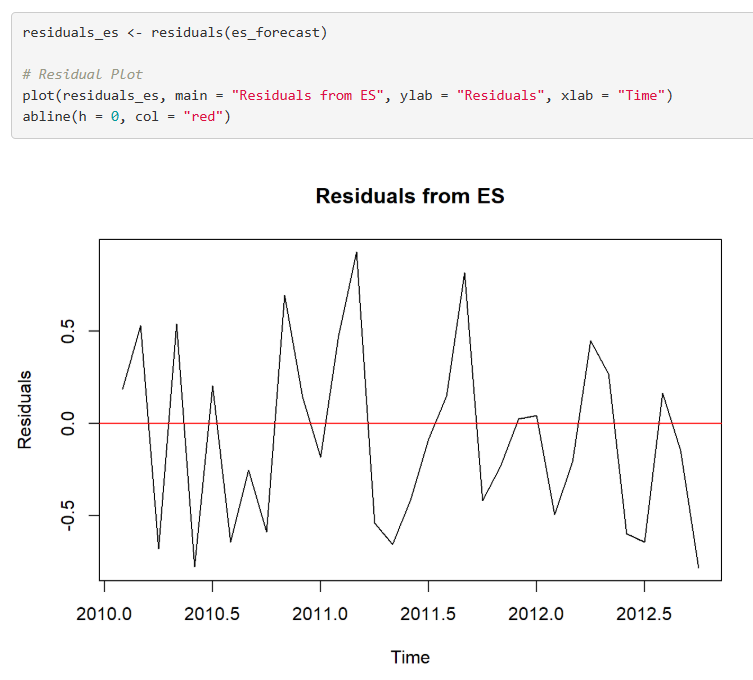 residuals_es <- residuals(es_forecast)
# Residual Plot
plot(residuals_es, main = "Residuals from ES", ylab = "Residuals", xlab = "Time")
abline(h = 0, col = "red")
Residuals from ES
Residuals
0.5
0.0
-0.5
2010.0 2010.5 2011.0 2011.5 2012.0 2012.5
Time